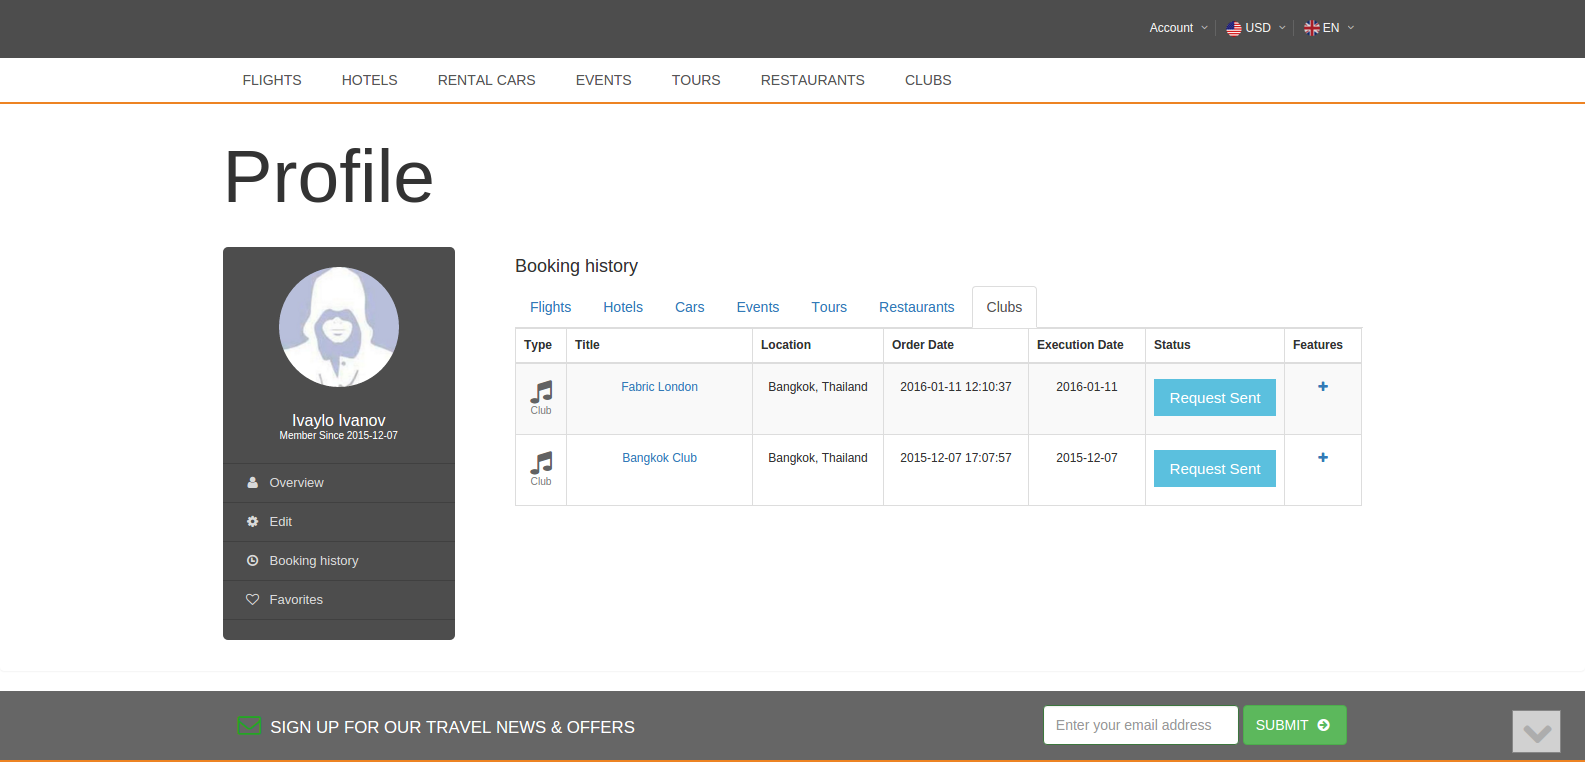 Account USD EN
FLIGHTS HOTELS RENTAL CARS EVENTS TOURS RESTAURANTS CLUBS
Profile
Ivaylo Ivanov
Member Since 2015-12-07
Overview
Edit
Booking history
Favorites
Booking history
Flights Hotels Cars Events Tours Restaurants Clubs
Type Title Location Order Date Execution Date Status Features
Club Fabric London Bangkok, Thailand 2016-01-11 12:10:37 2016-01-11 Request Sent
Club Bangkok Club Bangkok, Thailand 2015-12-07 17:07:57 2015-12-07 Request Sent
SIGN UP FOR OUR TRAVEL NEWS & OFFERS Enter your email address SUBMIT